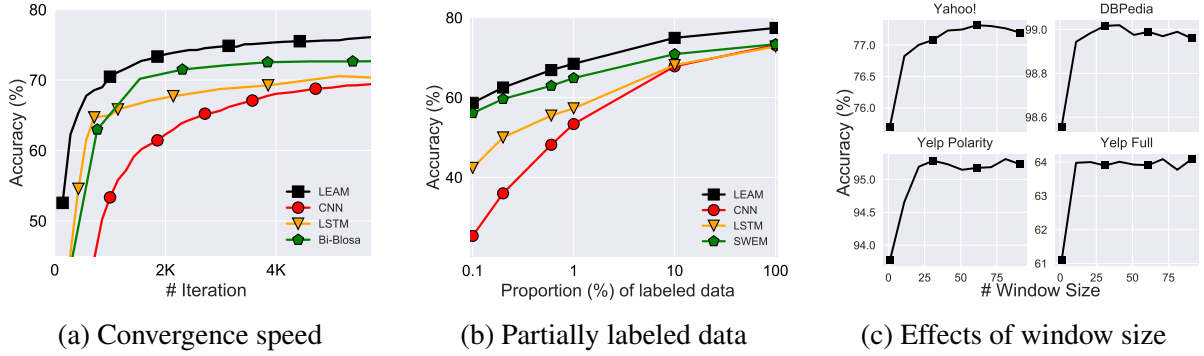 80
70
60
50
0
2K
4K
Accuracy (%)
# Iteration
LEAM
CNN
LSTM
Bi-Blosa
(a) Convergence speed
80
60
40
0.1
1
10
100
Accuracy (%)
Proportion (%) of labeled data
LEAM
CNN
LSTM
SWEM
(b) Partially labeled data
Yahoo!
77.0
76.5
76.0
DBPedia
99.0
98.8
98.6
Yelp Polarity
95.0
94.5
94.0
0
25
50
75
Yelp Full
64
63
62
61
0
25
50
75
Accuracy (%)
# Window Size
(c) Effects of window size